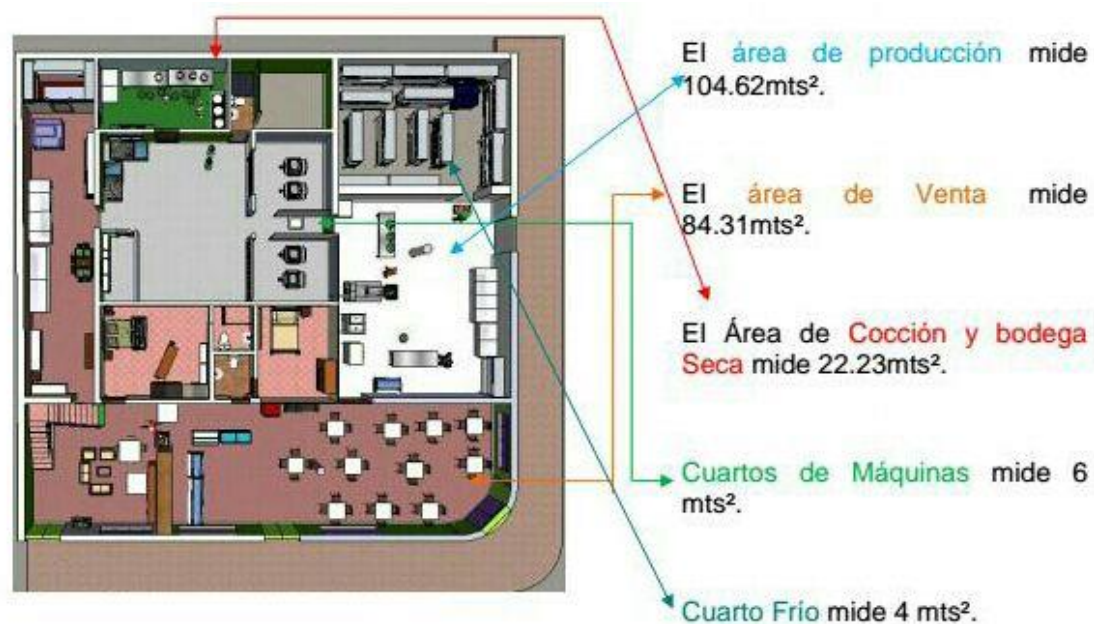 El área de producción mide
104.62mts².
El área de Venta mide
84.31mts².
El Área de Cocción y bodega
Seca mide 22.23mts².
Cuartos de Máquinas mide 6
mts².
Cuarto Frío mide 4 mts².